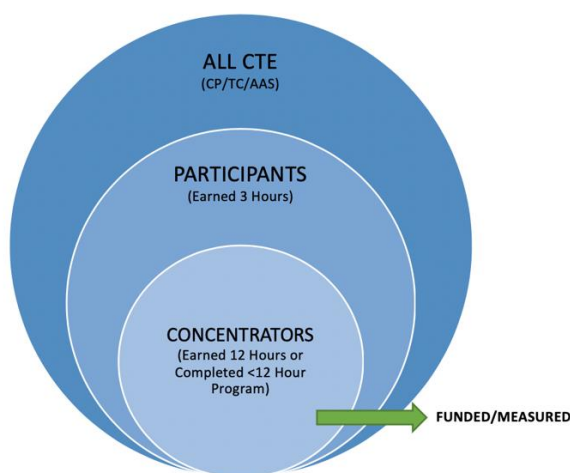 ALL CTE
(CP/TC/AAS)
PARTICIPANTS
(Earned 3 Hours)
CONCENTRATORS
(Earned 12 Hours or
Completed <12 Hour
Program)
FUNDED/MEASURED